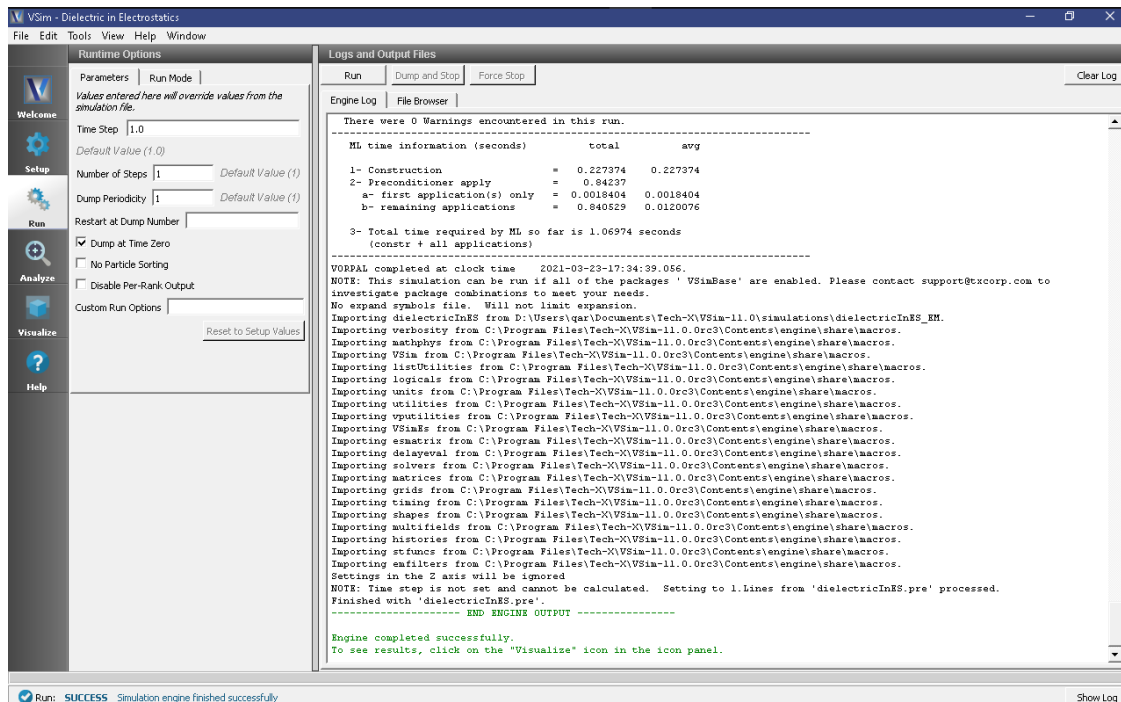 VSim - Dielectric in Electrostatics
File Edit Tools View Help Window
Welcome
Setup
Run
Analyze
Visualize
Help
Runtime Options
Parameters Run Mode
Values entered here will override values from the
simulation file.
Time Step 1.0
Default Value (1.0)
Number of Steps 1 Default Value (1)
Dump Periodicity 1 Default Value (1)
Restart at Dump Number
Dump at Time Zero
No Particle Sorting
Disable Per-Rank Output
Custom Run Options
Reset to Setup Values
Logs and Output Files
Run Dump and Stop Force Stop Clear Log
Engine Log File Browser
There were 0 Warnings encountered in this run.
--------------------------------------------------------------------------------
ML time information (seconds) total avg
1- Construction = 0.227374 0.227374
2- Preconditioner apply = 0.84237
a- first application(s) only = 0.0018404 0.0018404
b- remaining applications = 0.840529 0.0120076
3- Total time required by ML so far is 1.06974 seconds
(constr + all applications)
--------------------------------------------------------------------------------
VORPAL completed at clock time 2021-03-23-17:34:39.056.
NOTE: This simulation can be run if all of the packages ' VSimBase' are enabled. Please contact support@txcorp.com to
investigate package combinations to meet your needs.
No expand symbols file. Will not limit expansion.
Importing dielectricInES from D:\Users\qar\Documents\Tech-X\VSim-11.0\simulations\dielectricInES_EM.
Importing verbosity from C:\Program Files\Tech-X\VSim-11.0.0rc3\Contents\engine\share\macros.
Importing mathphys from C:\Program Files\Tech-X\VSim-11.0.0rc3\Contents\engine\share\macros.
Importing VSim from C:\Program Files\Tech-X\VSim-11.0.0rc3\Contents\engine\share\macros.
Importing listUtilities from C:\Program Files\Tech-X\VSim-11.0.0rc3\Contents\engine\share\macros.
Importing logicals from C:\Program Files\Tech-X\VSim-11.0.0rc3\Contents\engine\share\macros.
Importing units from C:\Program Files\Tech-X\VSim-11.0.0rc3\Contents\engine\share\macros.
Importing utilities from C:\Program Files\Tech-X\VSim-11.0.0rc3\Contents\engine\share\macros.
Importing vputilities from C:\Program Files\Tech-X\VSim-11.0.0rc3\Contents\engine\share\macros.
Importing VSimEs from C:\Program Files\Tech-X\VSim-11.0.0rc3\Contents\engine\share\macros.
Importing esmatrix from C:\Program Files\Tech-X\VSim-11.0.0rc3\Contents\engine\share\macros.
Importing delayeval from C:\Program Files\Tech-X\VSim-11.0.0rc3\Contents\engine\share\macros.
Importing solvers from C:\Program Files\Tech-X\VSim-11.0.0rc3\Contents\engine\share\macros.
Importing matrices from C:\Program Files\Tech-X\VSim-11.0.0rc3\Contents\engine\share\macros.
Importing grids from C:\Program Files\Tech-X\VSim-11.0.0rc3\Contents\engine\share\macros.
Importing timing from C:\Program Files\Tech-X\VSim-11.0.0rc3\Contents\engine\share\macros.
Importing shapes from C:\Program Files\Tech-X\VSim-11.0.0rc3\Contents\engine\share\macros.
Importing multifields from C:\Program Files\Tech-X\VSim-11.0.0rc3\Contents\engine\share\macros.
Importing histories from C:\Program Files\Tech-X\VSim-11.0.0rc3\Contents\engine\share\macros.
Importing stfuncs from C:\Program Files\Tech-X\VSim-11.0.0rc3\Contents\engine\share\macros.
Importing emfilters from C:\Program Files\Tech-X\VSim-11.0.0rc3\Contents\engine\share\macros.
Settings in the Z axis will be ignored
NOTE: Time step is not set and cannot be calculated. Setting to 1.Lines from 'dielectricInES.pre' processed.
Finished with 'dielectricInES.pre'.
--------------------- END ENGINE OUTPUT ----------------
Engine completed successfully.
To see results, click on the "Visualize" icon in the icon panel.
Run: SUCCESS Simulation engine finished successfully Show Log